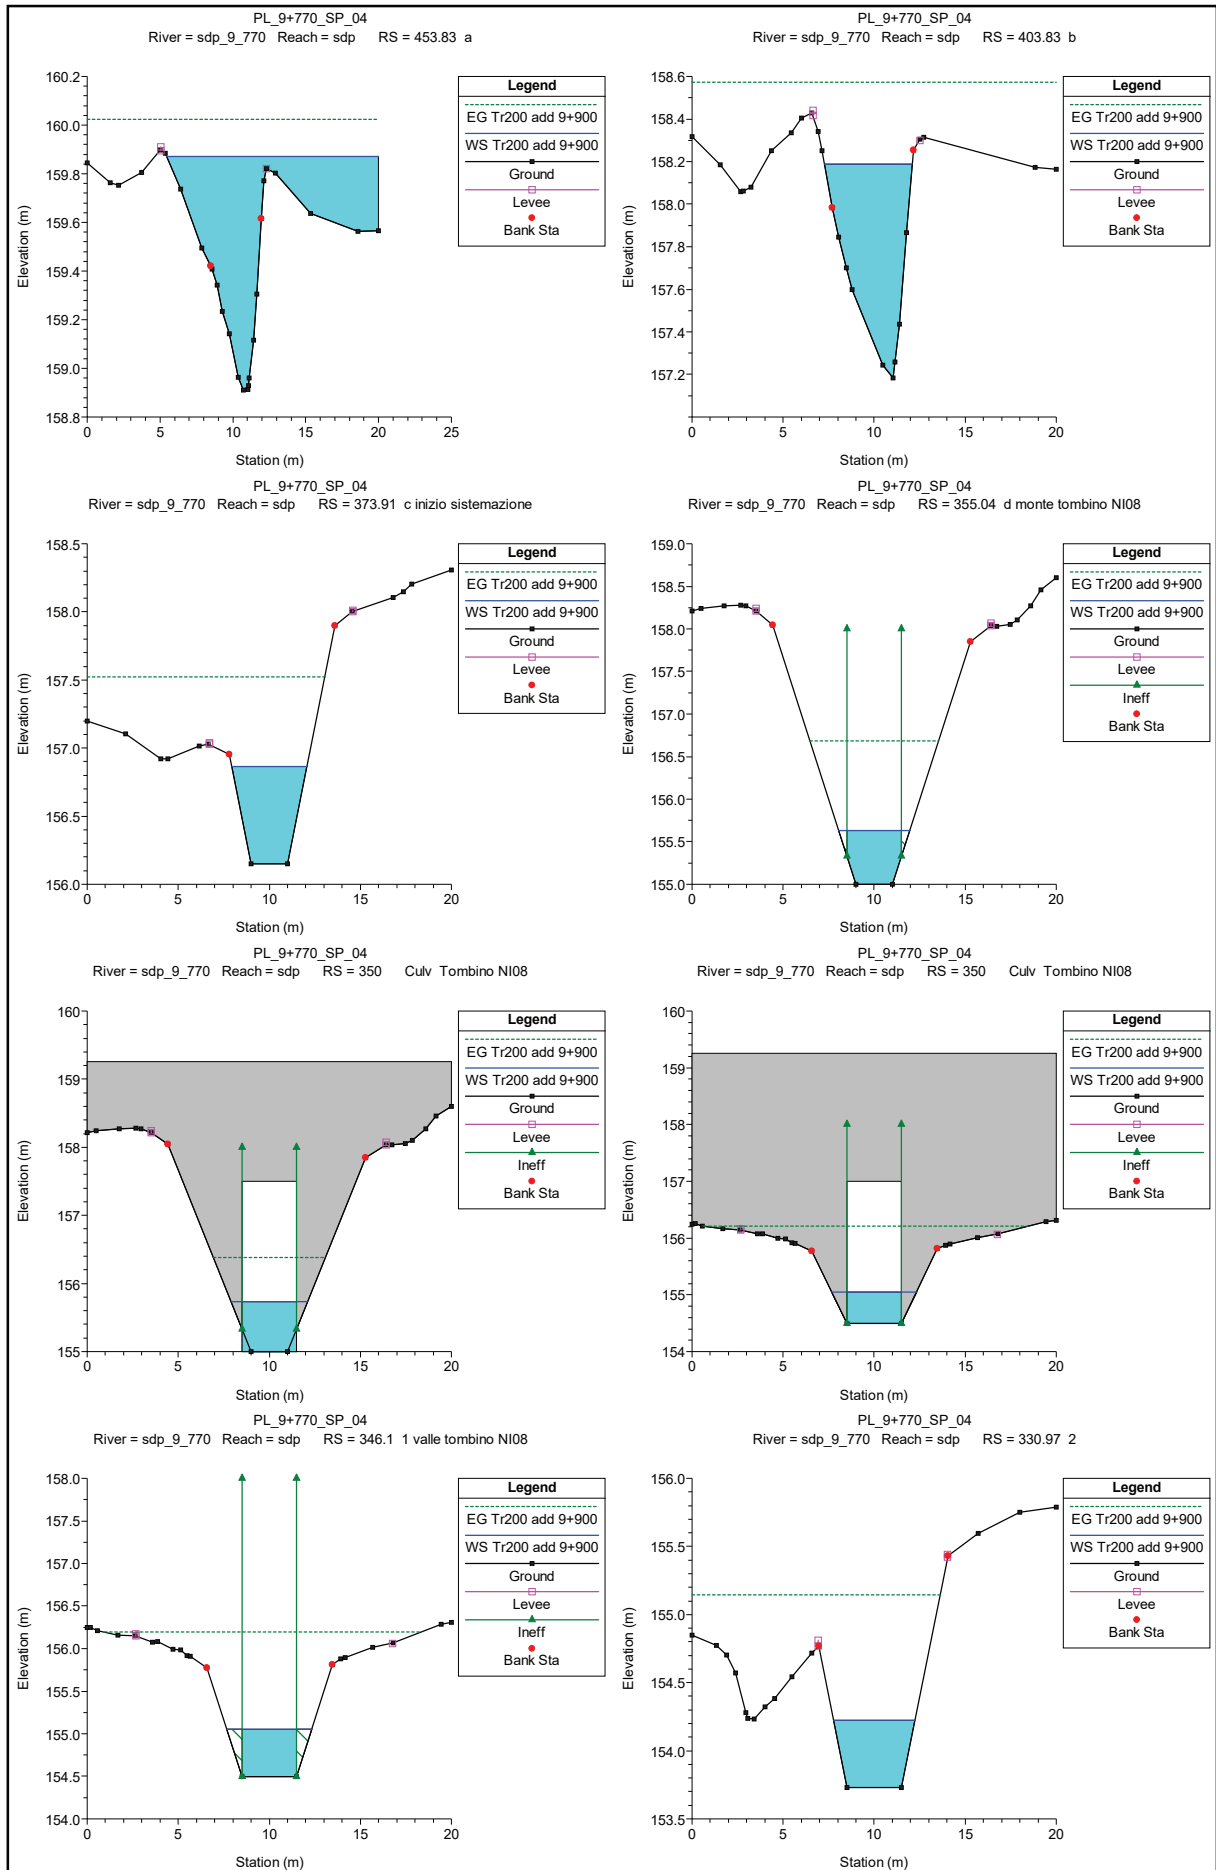 PL_9+770_SP_04
River = sdp_9_770 Reach = sdp RS = 453.83 a
Legend
EG Tr200 add 9+900
WS Tr200 add 9+900
Ground
Levee
Bank Sta
Elevation (m)
160.2
160.0
159.8
159.6
159.4
159.2
159.0
158.8
0 5 10 15 20 25
Station (m)
PL_9+770_SP_04
River = sdp_9_770 Reach = sdp RS = 403.83 b
Legend
EG Tr200 add 9+900
WS Tr200 add 9+900
Ground
Levee
Bank Sta
Elevation (m)
158.6
158.4
158.2
158.0
157.8
157.6
157.4
157.2
0 5 10 15 20
Station (m)
PL_9+770_SP_04
River = sdp_9_770 Reach = sdp RS = 373.91 c inizio sistemazione
Legend
EG Tr200 add 9+900
WS Tr200 add 9+900
Ground
Levee
Bank Sta
Elevation (m)
158.5
158.0
157.5
157.0
156.5
156.0
0 5 10 15 20
Station (m)
PL_9+770_SP_04
River = sdp_9_770 Reach = sdp RS = 355.04 d monte tombino NI08
Legend
EG Tr200 add 9+900
WS Tr200 add 9+900
Ground
Levee
Ineff
Bank Sta
Elevation (m)
159.0
158.5
158.0
157.5
157.0
156.5
156.0
155.5
155.0
0 5 10 15 20
Station (m)
PL_9+770_SP_04
River = sdp_9_770 Reach = sdp RS = 350 Culv Tombino NI08
Legend
EG Tr200 add 9+900
WS Tr200 add 9+900
Ground
Levee
Ineff
Bank Sta
Elevation (m)
160
159
158
157
156
155
0 5 10 15 20
Station (m)
PL_9+770_SP_04
River = sdp_9_770 Reach = sdp RS = 350 Culv Tombino NI08
Legend
EG Tr200 add 9+900
WS Tr200 add 9+900
Ground
Levee
Ineff
Bank Sta
Elevation (m)
160
159
158
157
156
155
154
0 5 10 15 20
Station (m)
PL_9+770_SP_04
River = sdp_9_770 Reach = sdp RS = 346.1 1 valle tombino NI08
Legend
EG Tr200 add 9+900
WS Tr200 add 9+900
Ground
Levee
Ineff
Bank Sta
Elevation (m)
158.0
157.5
157.0
156.5
156.0
155.5
155.0
154.5
154.0
0 5 10 15 20
Station (m)
PL_9+770_SP_04
River = sdp_9_770 Reach = sdp RS = 330.97 2
Legend
EG Tr200 add 9+900
WS Tr200 add 9+900
Ground
Levee
Bank Sta
Elevation (m)
156.0
155.5
155.0
154.5
154.0
153.5
0 5 10 15 20
Station (m)